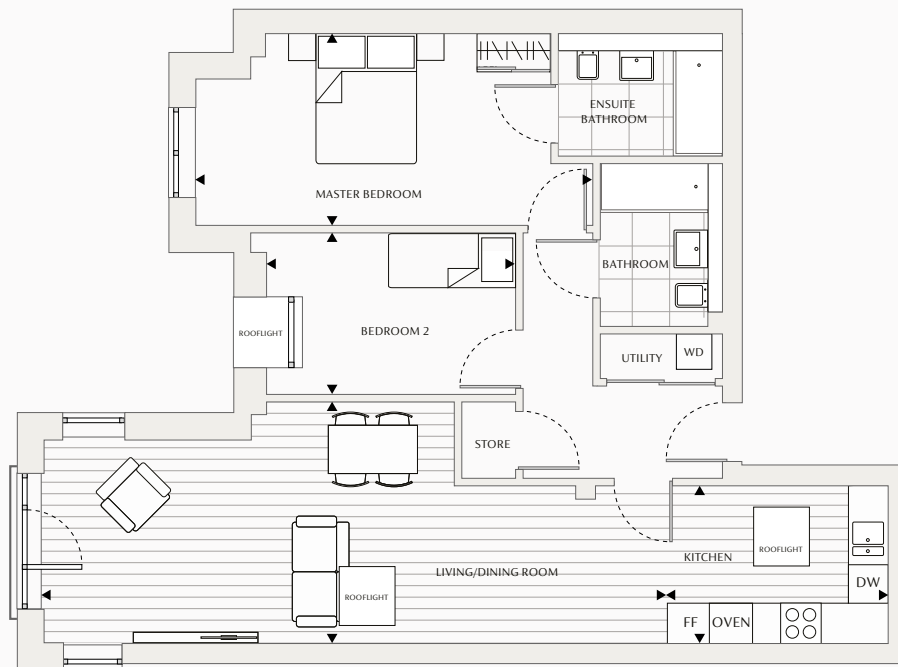 ENSUITE
BATHROOM
MASTER BEDROOM
BATHROOM
ROOFLIGHT
BEDROOM 2
UTILITY
WD
STORE
ROOFLIGHT
KITCHEN
LIVING/DINING ROOM
DW
ROOFLIGHT
FF
OVEN